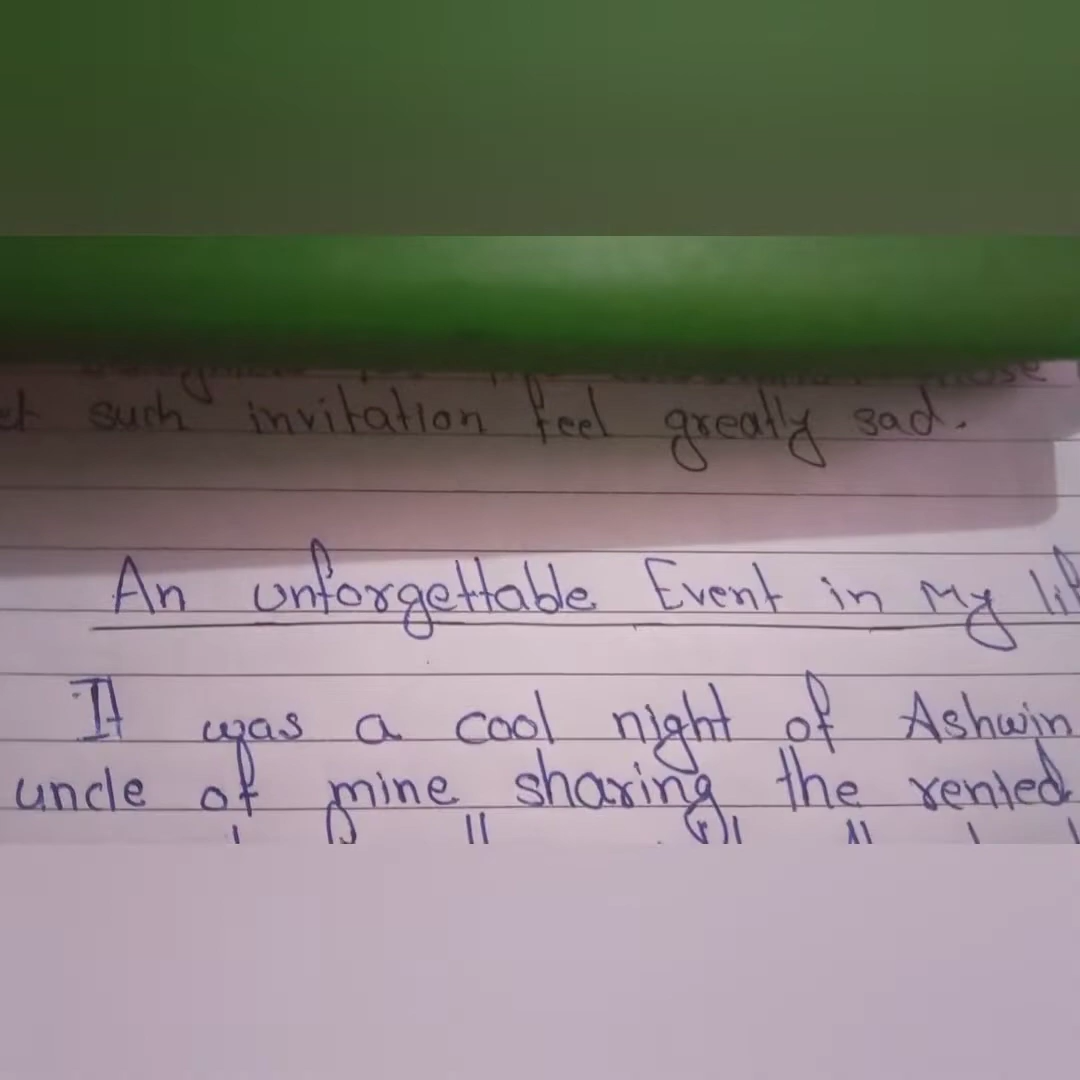 such invitation feel greatly sad.
An unforgettable Event in My
It was a cool night of Ashwin
uncle of mine sharing the rented